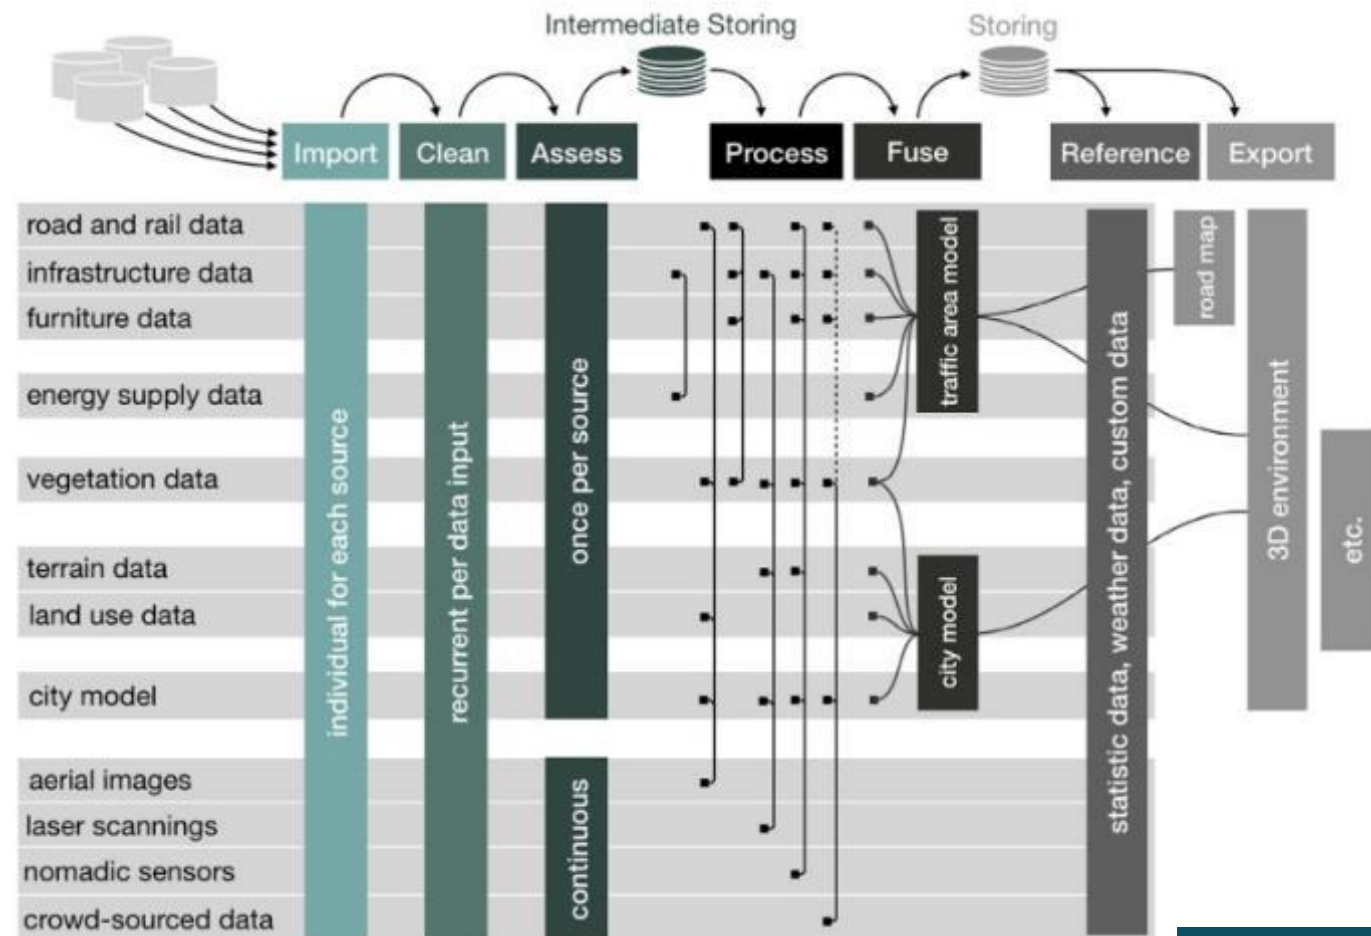 Intermediate Storing
Storing
Import
Clean
Assess
Process
Fuse
Reference
Export
road and rail data
infrastructure data
furniture data
energy supply data
vegetation data
terrain data
land use data
city model
aerial images
laser scannings
nomadic sensors
crowd-sourced data
individual for each source
recurrent per data input
once per source
continuous
traffic area model
city model
statistic data, weather data, custom data
road map
3D environment
etc.